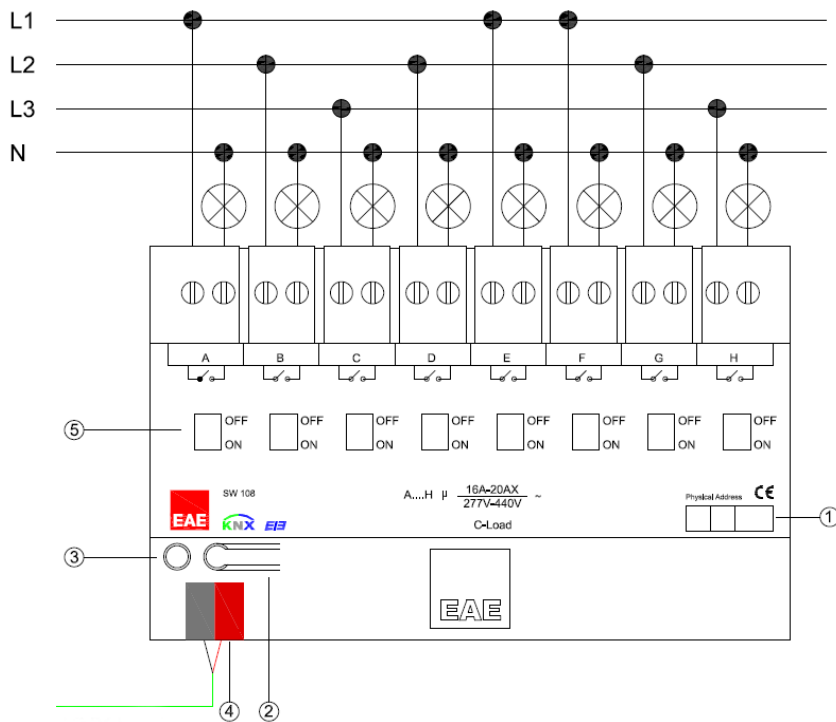 L1
L2
L3
N
A B C D E F G H
OFF OFF OFF OFF OFF OFF OFF OFF
⑤
ON ON ON ON ON ON ON ON
SW 108
A....H µ 16A-20AX ~
277V-440V
Physical Address CE
EAE KNX EIB
C-Load
①
③
EAE
④ ②